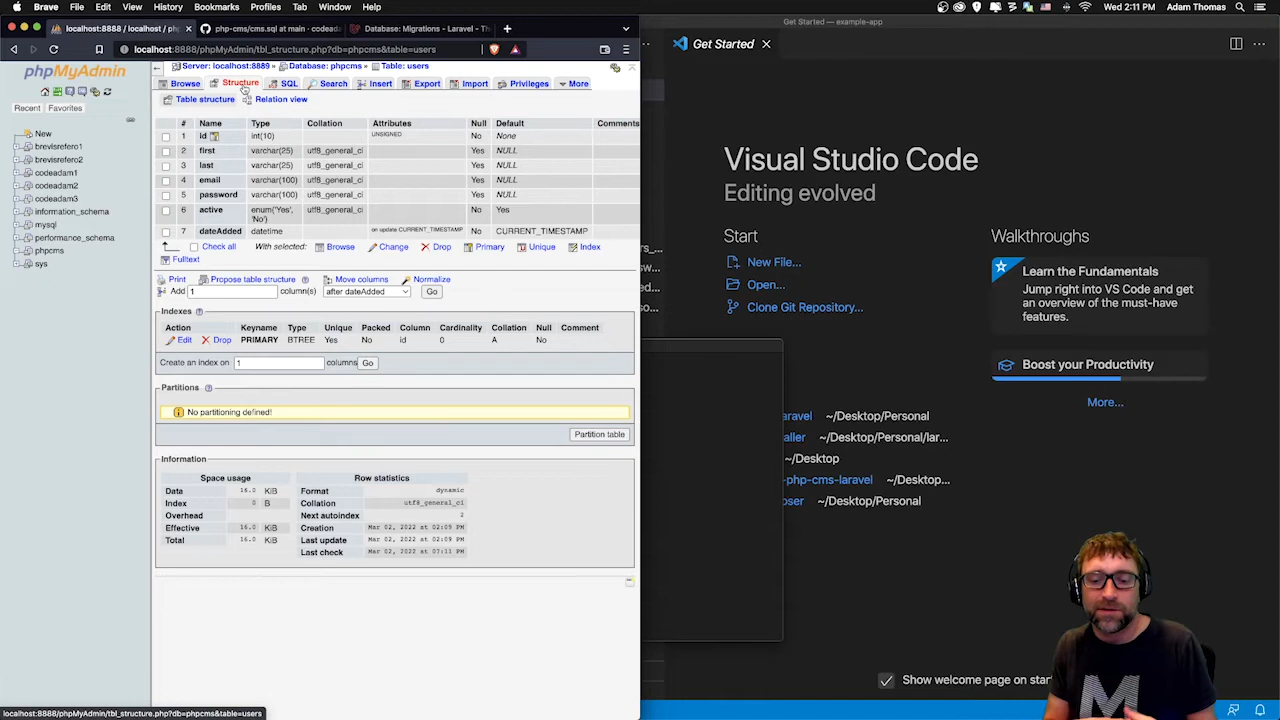 Brave File Edit View History Bookmarks Profiles Tab Window Help
Wed Mar 2 2:11 PM Adam Thomas
localhost:8888 / localhost / ph
php-cms/cms.sql at main · codeada
Database: Migrations - Laravel - Th
localhost:8888/phpMyAdmin/tbl_structure.php?db=phpcms&table=users
Get Started — example-app
Get Started
phpMyAdmin
Recent Favorites
New
brevisrefero1
brevisrefero2
codeadam1
codeadam2
codeadam3
information_schema
mysql
performance_schema
phpcms
sys
Server: localhost:8889 » Database: phpcms » Table: users
Browse Structure SQL Search Insert Export Import Privileges More
Table structure Relation view
# Name Type Collation Attributes Null Default Comments
1 id int(10) UNSIGNED No None
2 first varchar(25) utf8_general_ci Yes NULL
3 last varchar(25) utf8_general_ci Yes NULL
4 email varchar(100) utf8_general_ci Yes NULL
5 password varchar(100) utf8_general_ci Yes NULL
6 active enum('Yes', 'No') utf8_general_ci No Yes
7 dateAdded datetime on update CURRENT_TIMESTAMP No CURRENT_TIMESTAMP
Check all With selected: Browse Change Drop Primary Unique Index
Fulltext
Print Propose table structure Move columns Normalize
Add 1 column(s) after dateAdded Go
Indexes
Action Keyname Type Unique Packed Column Cardinality Collation Null Comment
Edit Drop PRIMARY BTREE Yes No id 0 A No
Create an index on 1 columns Go
Partitions
No partitioning defined!
Partition table
Information
Space usage
Data 16.0 KiB
Index 0 B
Overhead
Effective 16.0 KiB
Total 16.0 KiB
Row statistics
Format dynamic
Collation utf8_general_ci
Next autoindex 2
Creation Mar 02, 2022 at 02:09 PM
Last update Mar 02, 2022 at 02:09 PM
Last check Mar 02, 2022 at 07:11 PM
localhost:8888/phpMyAdmin/tbl_structure.php?db=phpcms&table=users
Visual Studio Code
Editing evolved
Start
New File...
Open...
Clone Git Repository...
Walkthroughs
Learn the Fundamentals
Jump right into VS Code and get an overview of the must-have features.
Boost your Productivity
More...
aravel ~/Desktop/Personal
aller ~/Desktop/Personal/lar...
~/Desktop
-php-cms-laravel ~/Desktop...
oser ~/Desktop/Personal
Show welcome page on star
M